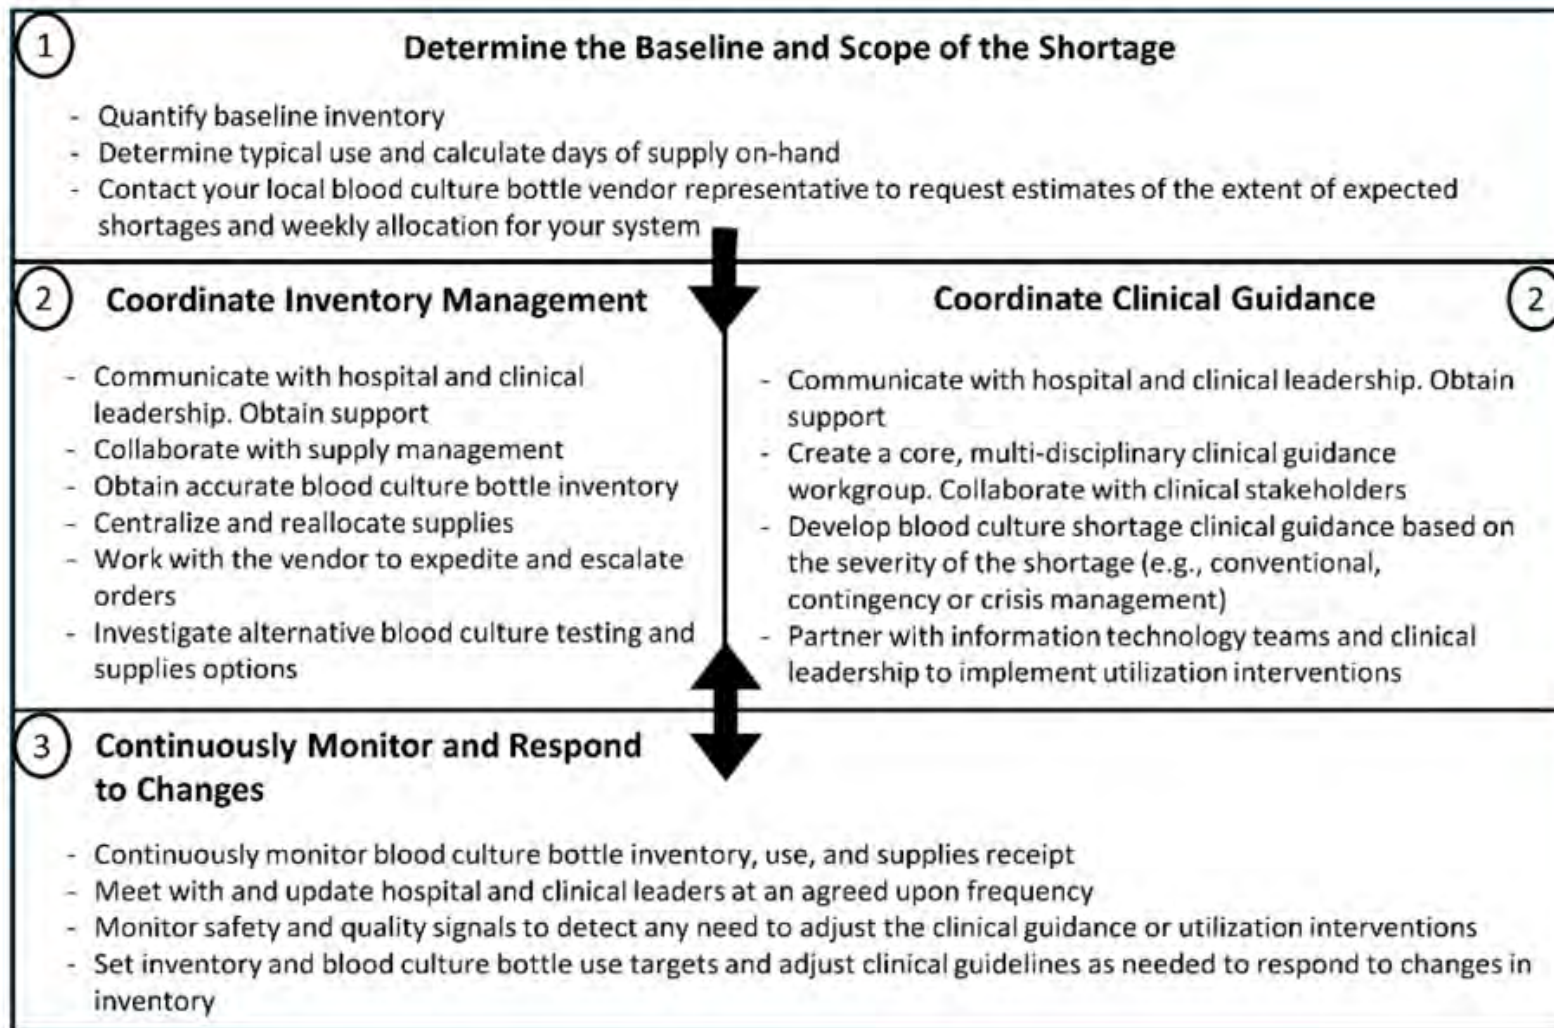 1
Determine the Baseline and Scope of the Shortage
- Quantify baseline inventory
- Determine typical use and calculate days of supply on-hand
- Contact your local blood culture bottle vendor representative to request estimates of the extent of expected
shortages and weekly allocation for your system
2
Coordinate Inventory Management
- Communicate with hospital and clinical
leadership. Obtain support
- Collaborate with supply management
- Obtain accurate blood culture bottle inventory
- Centralize and reallocate supplies
- Work with the vendor to expedite and escalate
orders
- Investigate alternative blood culture testing and
supplies options
Coordinate Clinical Guidance
2
- Communicate with hospital and clinical leadership. Obtain
support
- Create a core, multi-disciplinary clinical guidance
workgroup. Collaborate with clinical stakeholders
- Develop blood culture shortage clinical guidance based on
the severity of the shortage (e.g., conventional,
contingency or crisis management)
- Partner with information technology teams and clinical
leadership to implement utilization interventions
3
Continuously Monitor and Respond
to Changes
- Continuously monitor blood culture bottle inventory, use, and supplies receipt
- Meet with and update hospital and clinical leaders at an agreed upon frequency
- Monitor safety and quality signals to detect any need to adjust the clinical guidance or utilization interventions
- Set inventory and blood culture bottle use targets and adjust clinical guidelines as needed to respond to changes in
inventory